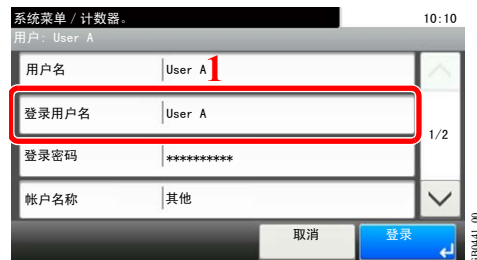 系统菜单 / 计数器。 10:10
用户: User A
用户名 User A 1
登录用户名 User A
1/2
登录密码 **********
帐户名称 其他
取消 登录
GB0441_00